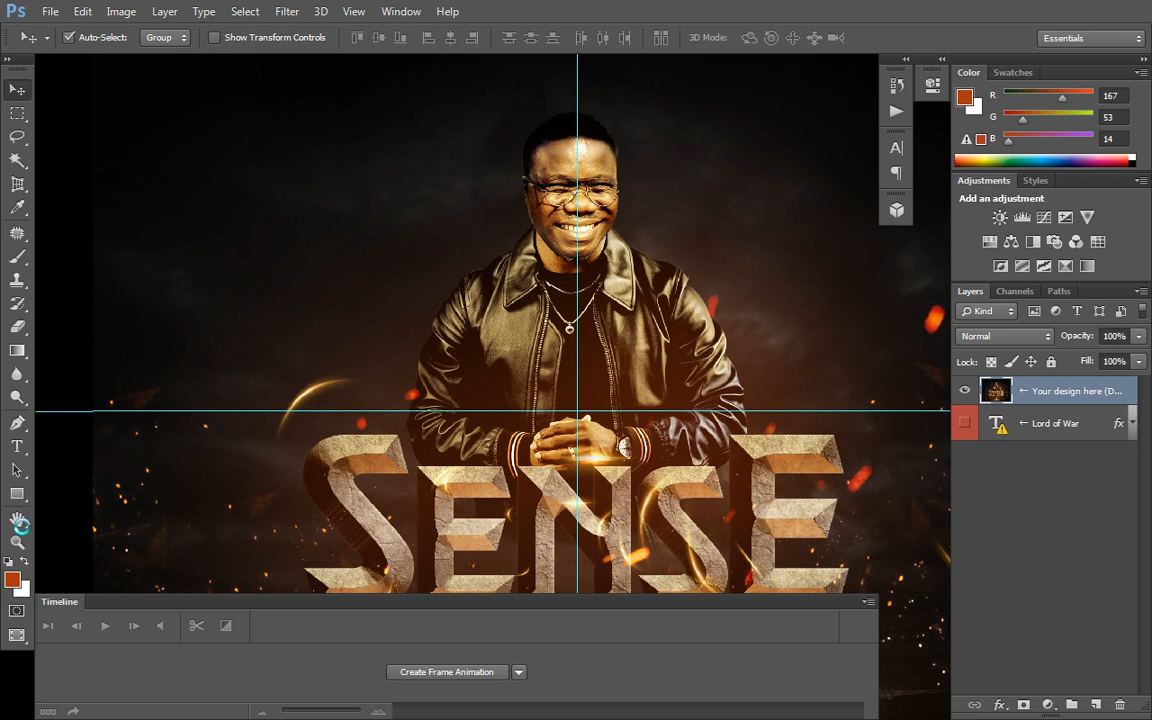 Ps File Edit Image Layer Type Select Filter 3D View Window Help
Auto-Select: Group Show Transform Controls 3D Mode: Essentials
Color Swatches
R 167
G 53
B 14
Adjustments Styles
Add an adjustment
Layers Channels Paths
Kind
Normal Opacity: 100%
Lock: Fill: 100%
← Your design here (D...
← Lord of War fx
SENSE
Timeline
Create Frame Animation